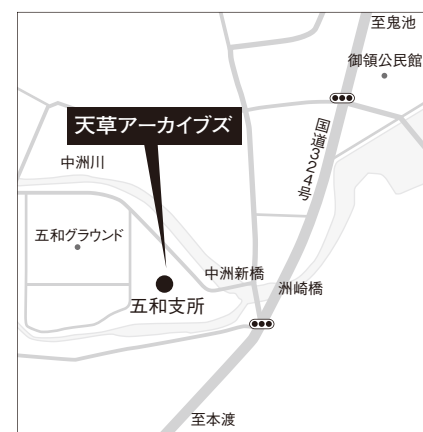 至鬼池
御領公民館
天草アーカイブズ
国道324号
中洲川
五和グラウンド
中洲新橋
洲崎橋
五和支所
至本渡